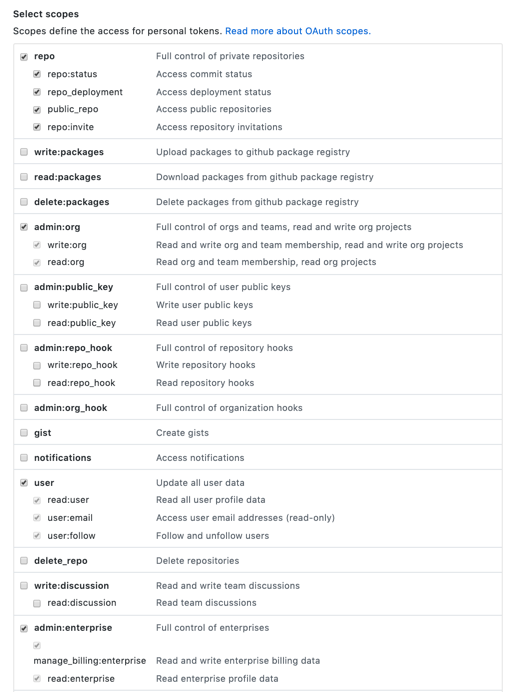 Select scopes
Scopes define the access for personal tokens. Read more about OAuth scopes.
repo Full control of private repositories
repo:status Access commit status
repo_deployment Access deployment status
public_repo Access public repositories
repo:invite Access repository invitations
write:packages Upload packages to github package registry
read:packages Download packages from github package registry
delete:packages Delete packages from github package registry
admin:org Full control of orgs and teams, read and write org projects
write:org Read and write org and team membership, read and write org projects
read:org Read org and team membership, read org projects
admin:public_key Full control of user public keys
write:public_key Write user public keys
read:public_key Read user public keys
admin:repo_hook Full control of repository hooks
write:repo_hook Write repository hooks
read:repo_hook Read repository hooks
admin:org_hook Full control of organization hooks
gist Create gists
notifications Access notifications
user Update all user data
read:user Read all user profile data
user:email Access user email addresses (read-only)
user:follow Follow and unfollow users
delete_repo Delete repositories
write:discussion Read and write team discussions
read:discussion Read team discussions
admin:enterprise Full control of enterprises
manage_billing:enterprise Read and write enterprise billing data
read:enterprise Read enterprise profile data